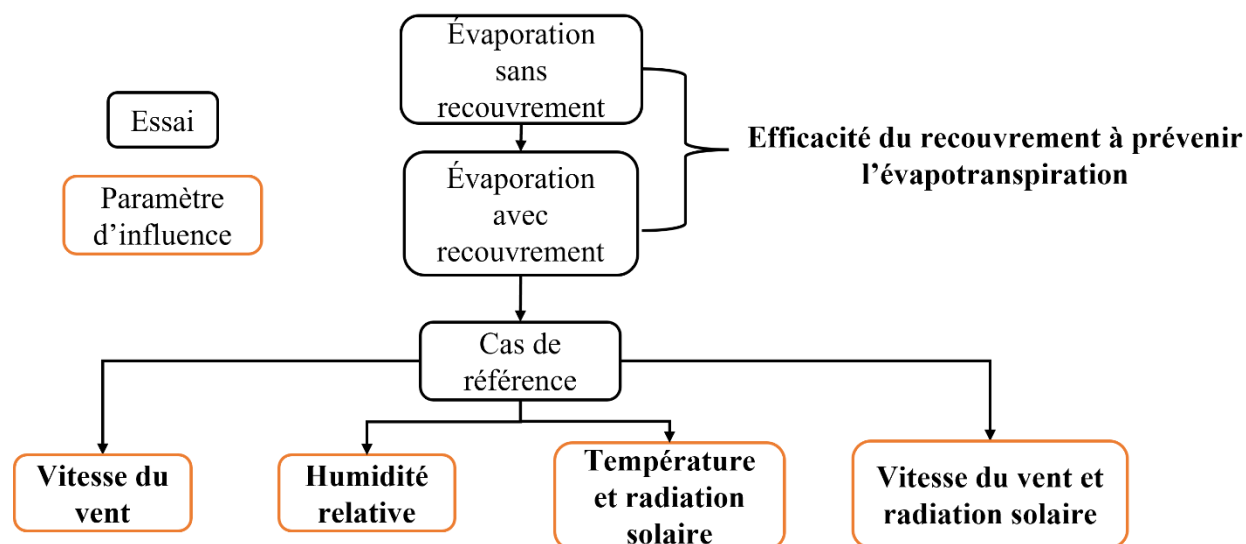 Évaporation
sans
recouvrement
Essai
Efficacité du recouvrement à prévenir
l’évapotranspiration
Paramètre
d’influence
Évaporation
avec
recouvrement
Cas de
référence
Vitesse du
vent
Humidité
relative
Température
et radiation
solaire
Vitesse du vent et
radiation solaire